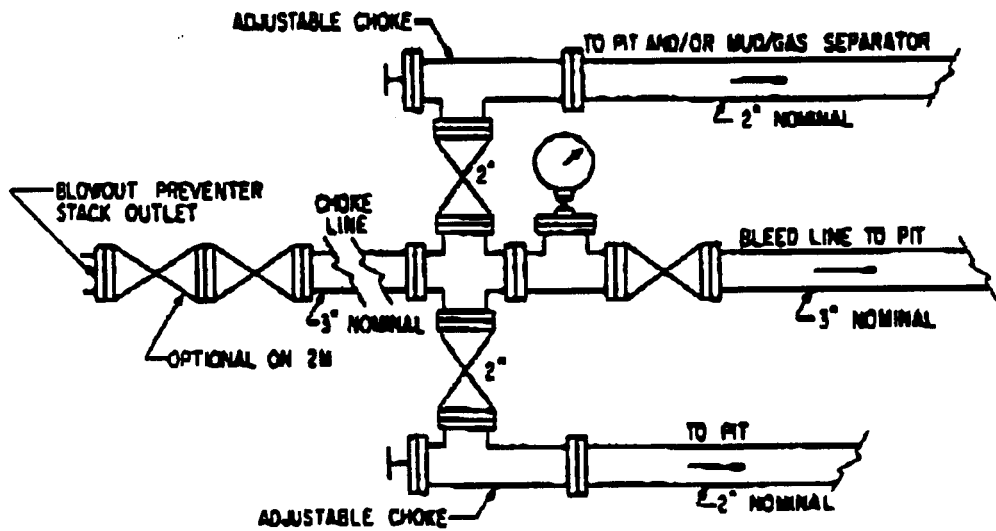 ADJUSTABLE CHOKE
TO PIT AND/OR MUD/GAS SEPARATOR
2" NOMINAL
2"
BLOWOUT PREVENTER
STACK OUTLET
CHOKE
LINE
BLEED LINE TO PIT
3" NOMINAL
3" NOMINAL
OPTIONAL ON 2M
2"
TO PIT
2" NOMINAL
ADJUSTABLE CHOKE